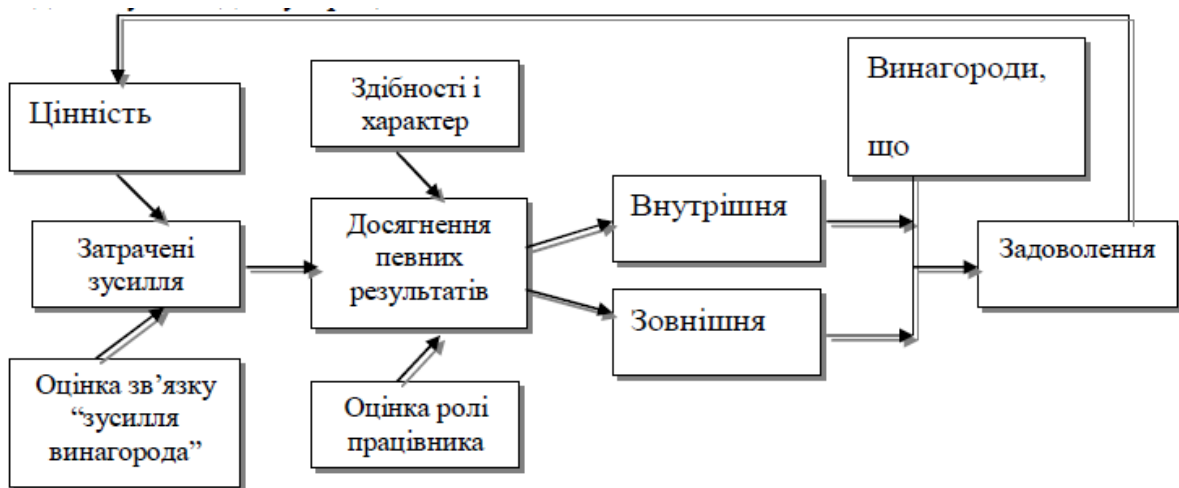 Цінність
Здібності і
характер
Винагороди,
що
Затрачені
зусилля
Досягнення
певних
результатів
Внутрішня
Зовнішня
Задоволення
Оцінка зв’язку
“зусилля
винагорода”
Оцінка ролі
працівника